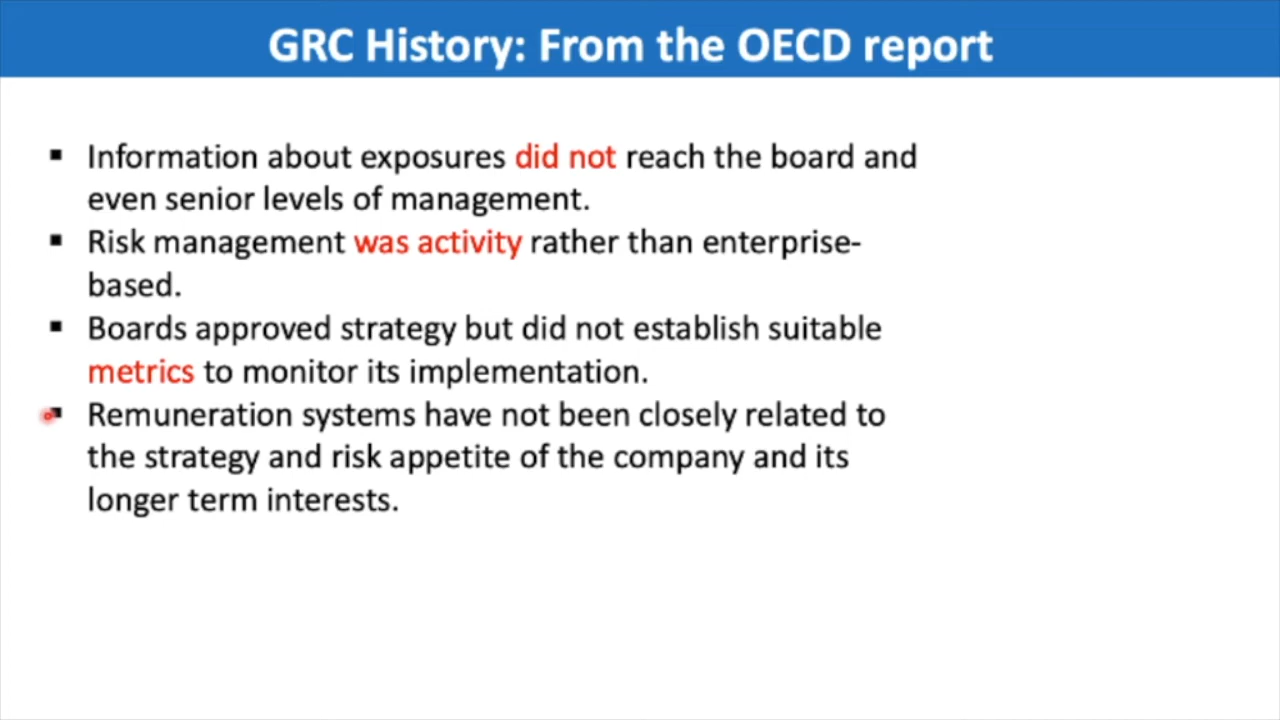 GRC History: From the OECD report
▪ Information about exposures did not reach the board and
even senior levels of management.
▪ Risk management was activity rather than enterprise-
based.
▪ Boards approved strategy but did not establish suitable
metrics to monitor its implementation.
▪ Remuneration systems have not been closely related to
the strategy and risk appetite of the company and its
longer term interests.